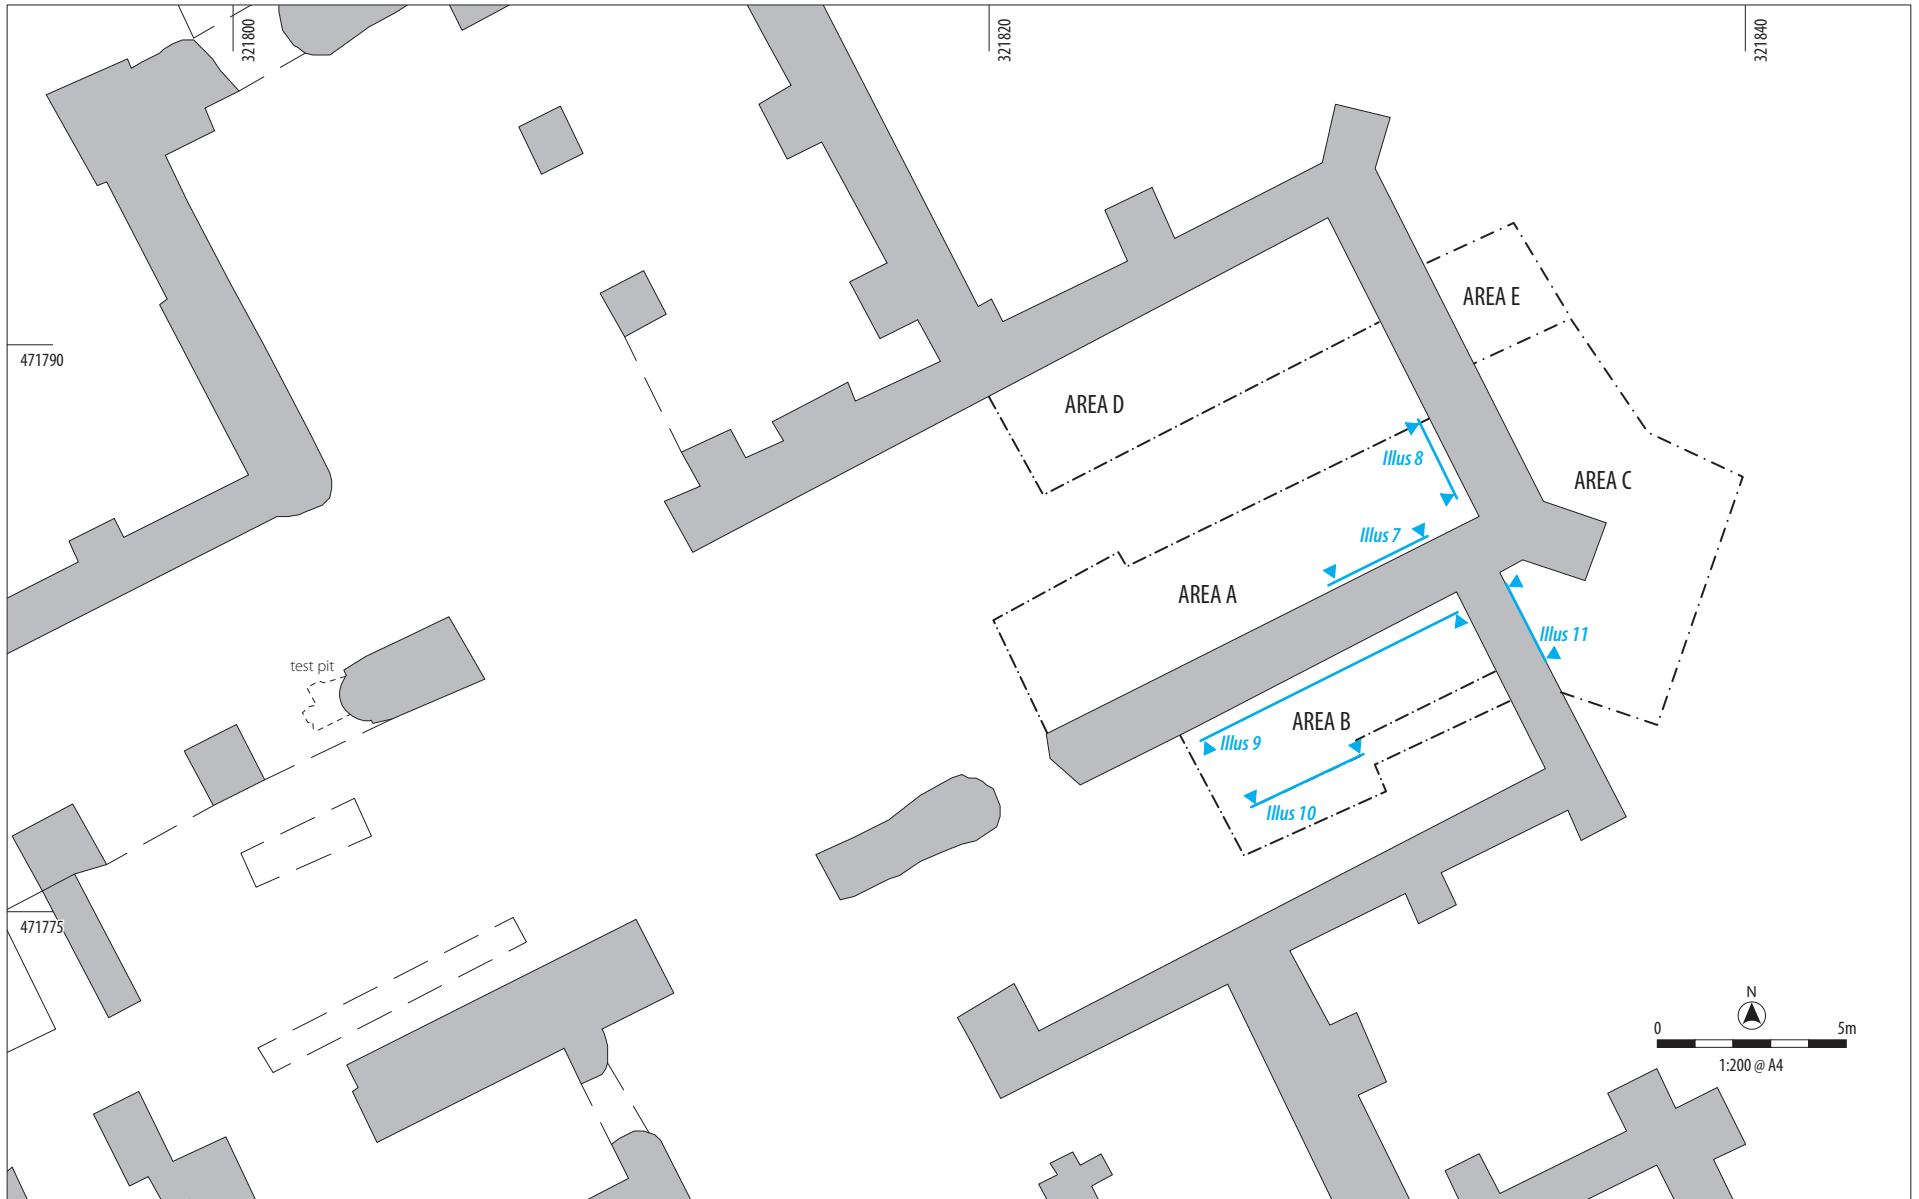 321800
321820
321840
AREA E
471790
AREA D
Illus 8
AREA C
Illus 7
AREA A
Illus 11
test pit
AREA B
Illus 9
Illus 10
471775
N
0 5m
1:200 @ A4